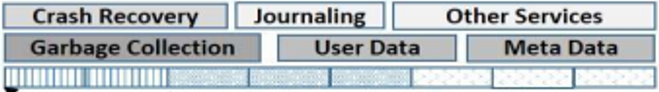 Crash Recovery Journaling Other Services
Garbage Collection User Data Meta Data